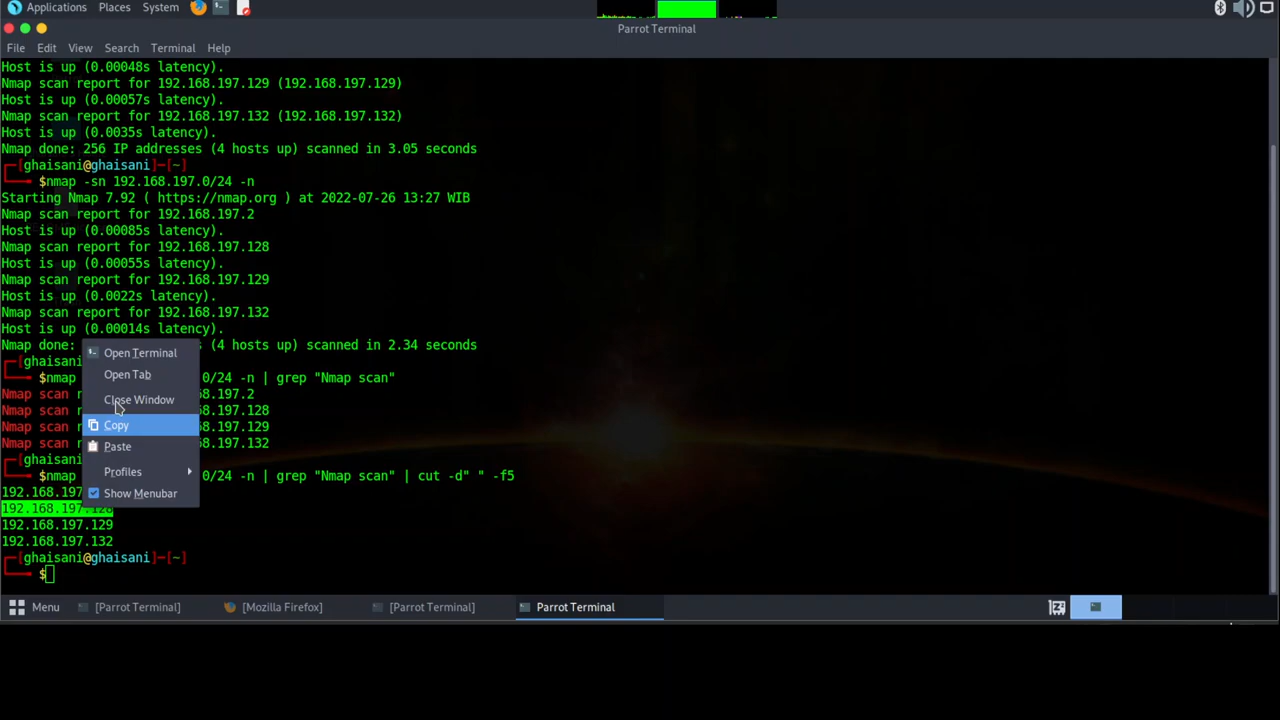 Applications Places System
Parrot Terminal
File Edit View Search Terminal Help
Host is up (0.00048s latency).
Nmap scan report for 192.168.197.129 (192.168.197.129)
Host is up (0.00057s latency).
Nmap scan report for 192.168.197.132 (192.168.197.132)
Host is up (0.0035s latency).
Nmap done: 256 IP addresses (4 hosts up) scanned in 3.05 seconds
┌─[ghaisani@ghaisani]─[~]
└──╼ $nmap -sn 192.168.197.0/24 -n
Starting Nmap 7.92 ( https://nmap.org ) at 2022-07-26 13:27 WIB
Nmap scan report for 192.168.197.2
Host is up (0.00085s latency).
Nmap scan report for 192.168.197.128
Host is up (0.00055s latency).
Nmap scan report for 192.168.197.129
Host is up (0.0022s latency).
Nmap scan report for 192.168.197.132
Host is up (0.00014s latency).
Nmap done: s (4 hosts up) scanned in 2.34 seconds
┌─[ghaisani
└──╼ $nmap 0/24 -n | grep "Nmap scan"
Nmap scan r 8.197.2
Nmap scan r 8.197.128
Nmap scan r 8.197.129
Nmap scan r 8.197.132
┌─[ghaisani
└──╼ $nmap 0/24 -n | grep "Nmap scan" | cut -d" " -f5
192.168.197
192.168.197.128
192.168.197.129
192.168.197.132
┌─[ghaisani@ghaisani]─[~]
└──╼ $
Open Terminal
Open Tab
Close Window
Copy
Paste
Profiles
Show Menubar
Menu [Parrot Terminal] [Mozilla Firefox] [Parrot Terminal] Parrot Terminal